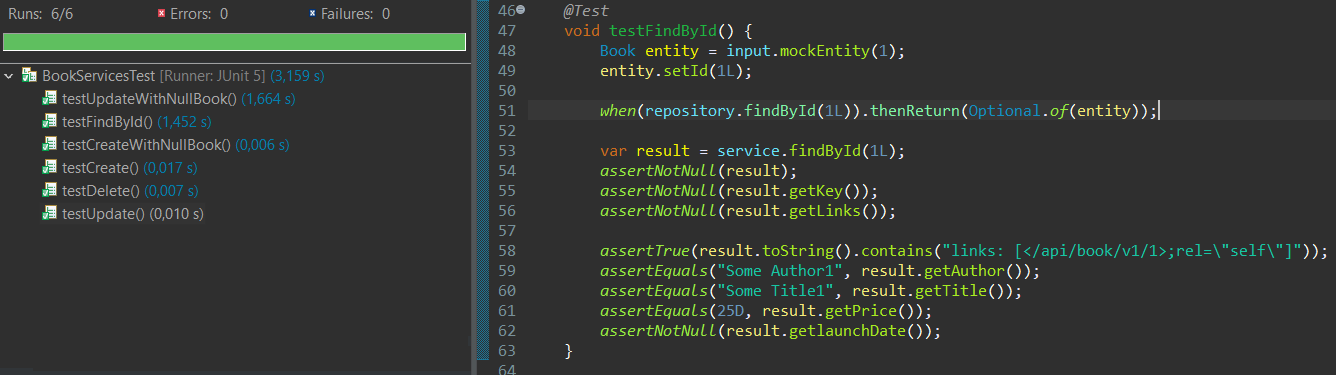 Runs: 6/6 Errors: 0 Failures: 0
BookServicesTest [Runner: JUnit 5] (3,159 s)
testUpdateWithNullBook() (1,664 s)
testFindById() (1,452 s)
testCreateWithNullBook() (0,006 s)
testCreate() (0,017 s)
testDelete() (0,007 s)
testUpdate() (0,010 s)
46 @Test
47 void testFindById() {
48 Book entity = input.mockEntity(1);
49 entity.setId(1L);
50
51 when(repository.findById(1L)).thenReturn(Optional.of(entity));
52
53 var result = service.findById(1L);
54 assertNotNull(result);
55 assertNotNull(result.getKey());
56 assertNotNull(result.getLinks());
57
58 assertTrue(result.toString().contains("links: [</api/book/v1/1>;rel=\"self\"]"));
59 assertEquals("Some Author1", result.getAuthor());
60 assertEquals("Some Title1", result.getTitle());
61 assertEquals(25D, result.getPrice());
62 assertNotNull(result.getlaunchDate());
63 }
64